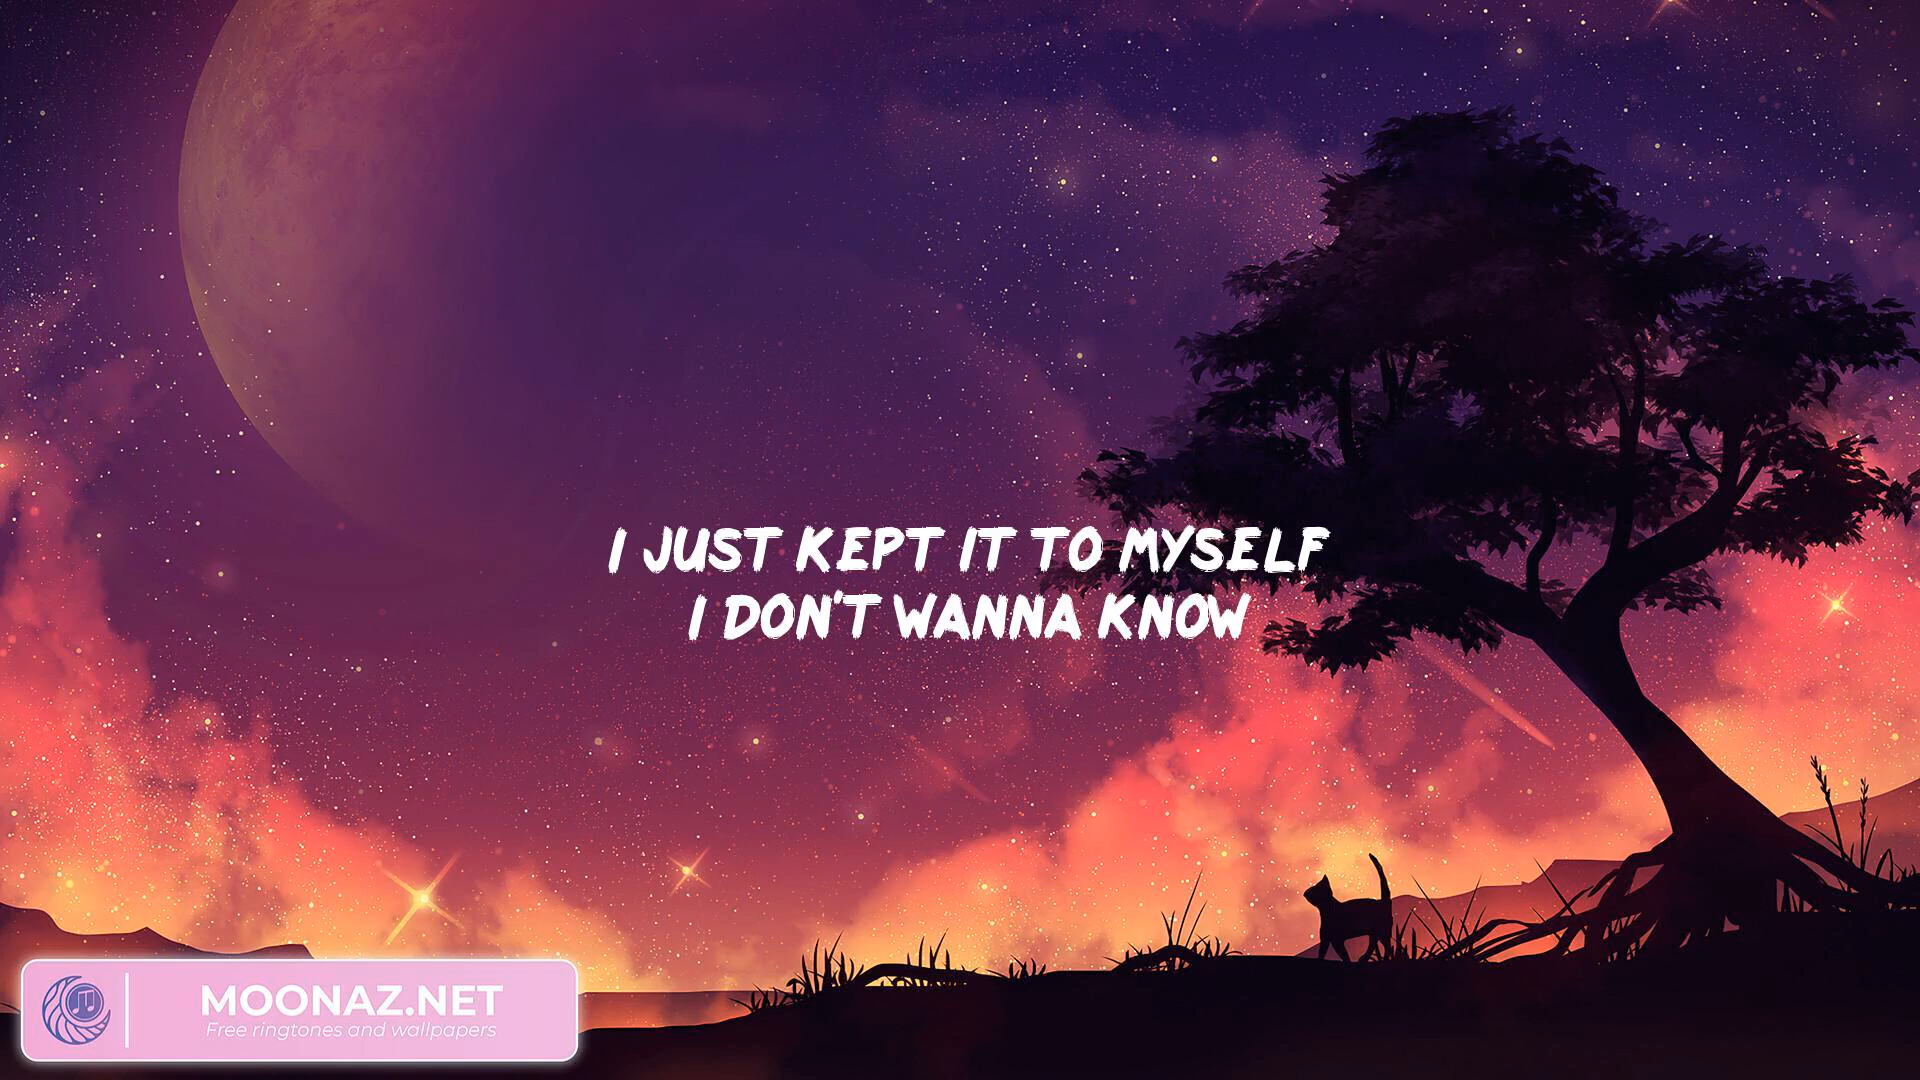 I JUST KEPT IT TO MYSELF
I DON'T WANNA KNOW
MOONAZ.NET
Free ringtones and wallpapers